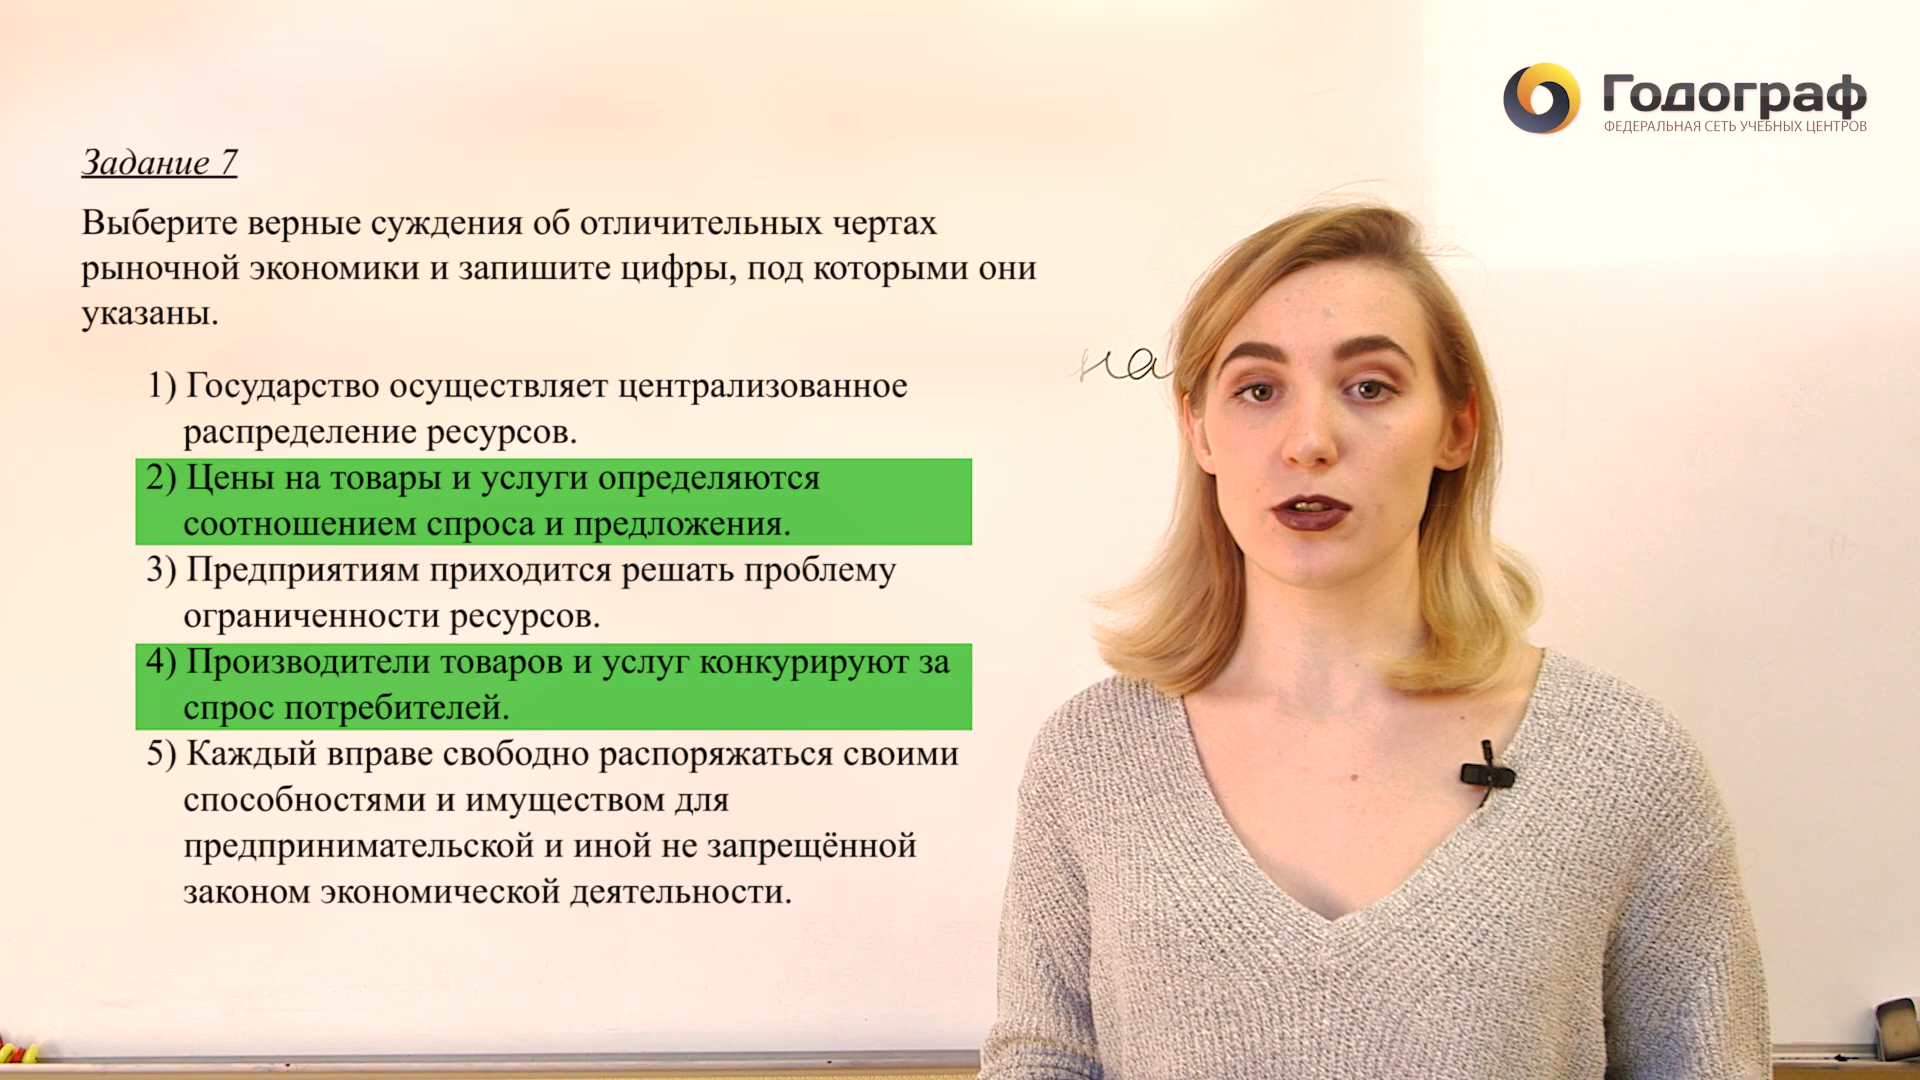 Годограф
ФЕДЕРАЛЬНАЯ СЕТЬ УЧЕБНЫХ ЦЕНТРОВ
Задание 7
Выберите верные суждения об отличительных чертах
рыночной экономики и запишите цифры, под которыми они
указаны.
1) Государство осуществляет централизованное
распределение ресурсов.
2) Цены на товары и услуги определяются
соотношением спроса и предложения.
3) Предприятиям приходится решать проблему
ограниченности ресурсов.
4) Производители товаров и услуг конкурируют за
спрос потребителей.
5) Каждый вправе свободно распоряжаться своими
способностями и имуществом для
предпринимательской и иной не запрещённой
законом экономической деятельности.
на